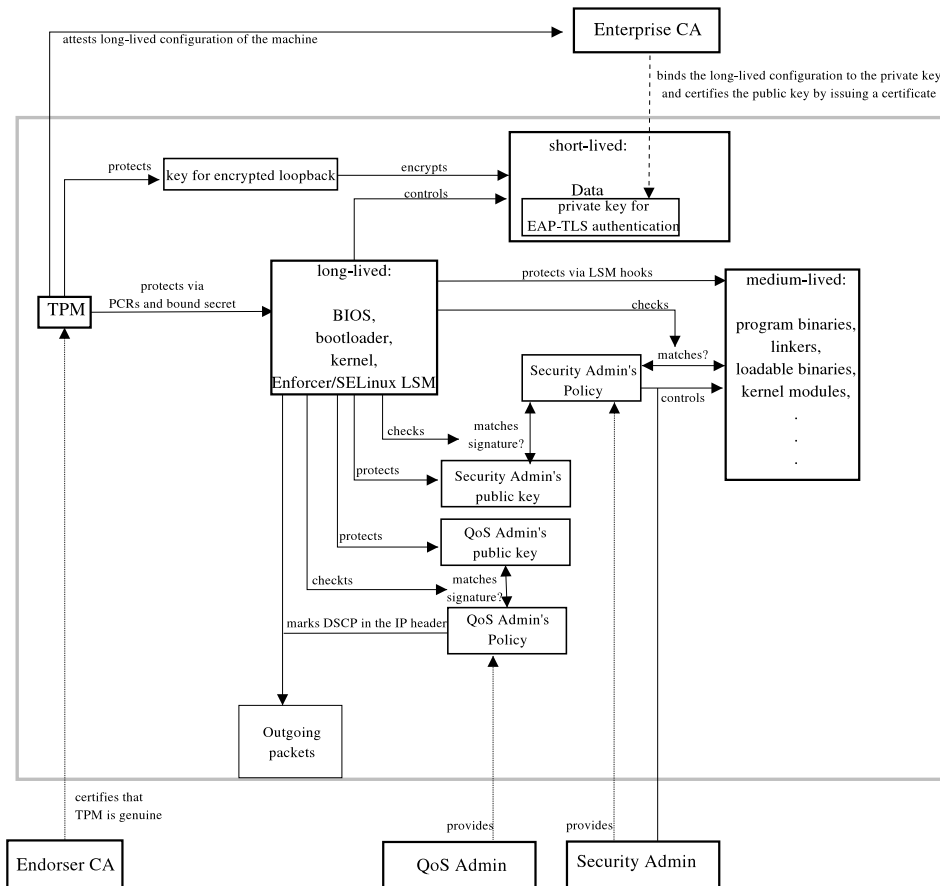 Enterprise CA
attests long-lived configuration of the machine
binds the long-lived configuration to the private key
and certifies the public key by issuing a certificate
short-lived:
protects
key for encrypted loopback
encrypts
controls
Data
private key for
EAP-TLS authentication
long-lived:
BIOS,
bootloader,
kernel,
Enforcer/SELinux LSM
protects via LSM hooks
medium-lived:
program binaries,
linkers,
loadable binaries,
kernel modules,
.
.
.
TPM
protects via
PCRs and bound secret
checks
matches?
Security Admin's
Policy
controls
checks
matches
signature?
protects
Security Admin's
public key
QoS Admin's
public key
protects
checkts
matches
signature?
marks DSCP in the IP header
QoS Admin's
Policy
Outgoing
packets
certifies that
TPM is genuine
provides
provides
Endorser CA
QoS Admin
Security Admin